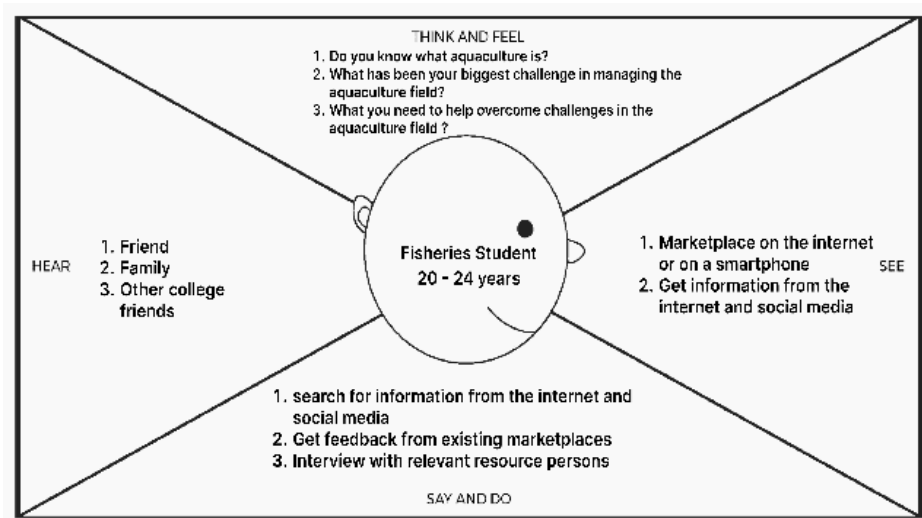 THINK AND FEEL
1. Do you know what aquaculture is?
2. What has been your biggest challenge in managing the
aquaculture field?
3. What you need to help overcome challenges in the
aquaculture field ?
HEAR
1. Friend
2. Family
3. Other college
friends
Fisheries Student
20 - 24 years
1. Marketplace on the internet
or on a smartphone
2. Get information from the
internet and social media
SEE
1. search for information from the internet and
social media
2. Get feedback from existing marketplaces
3. Interview with relevant resource persons
SAY AND DO